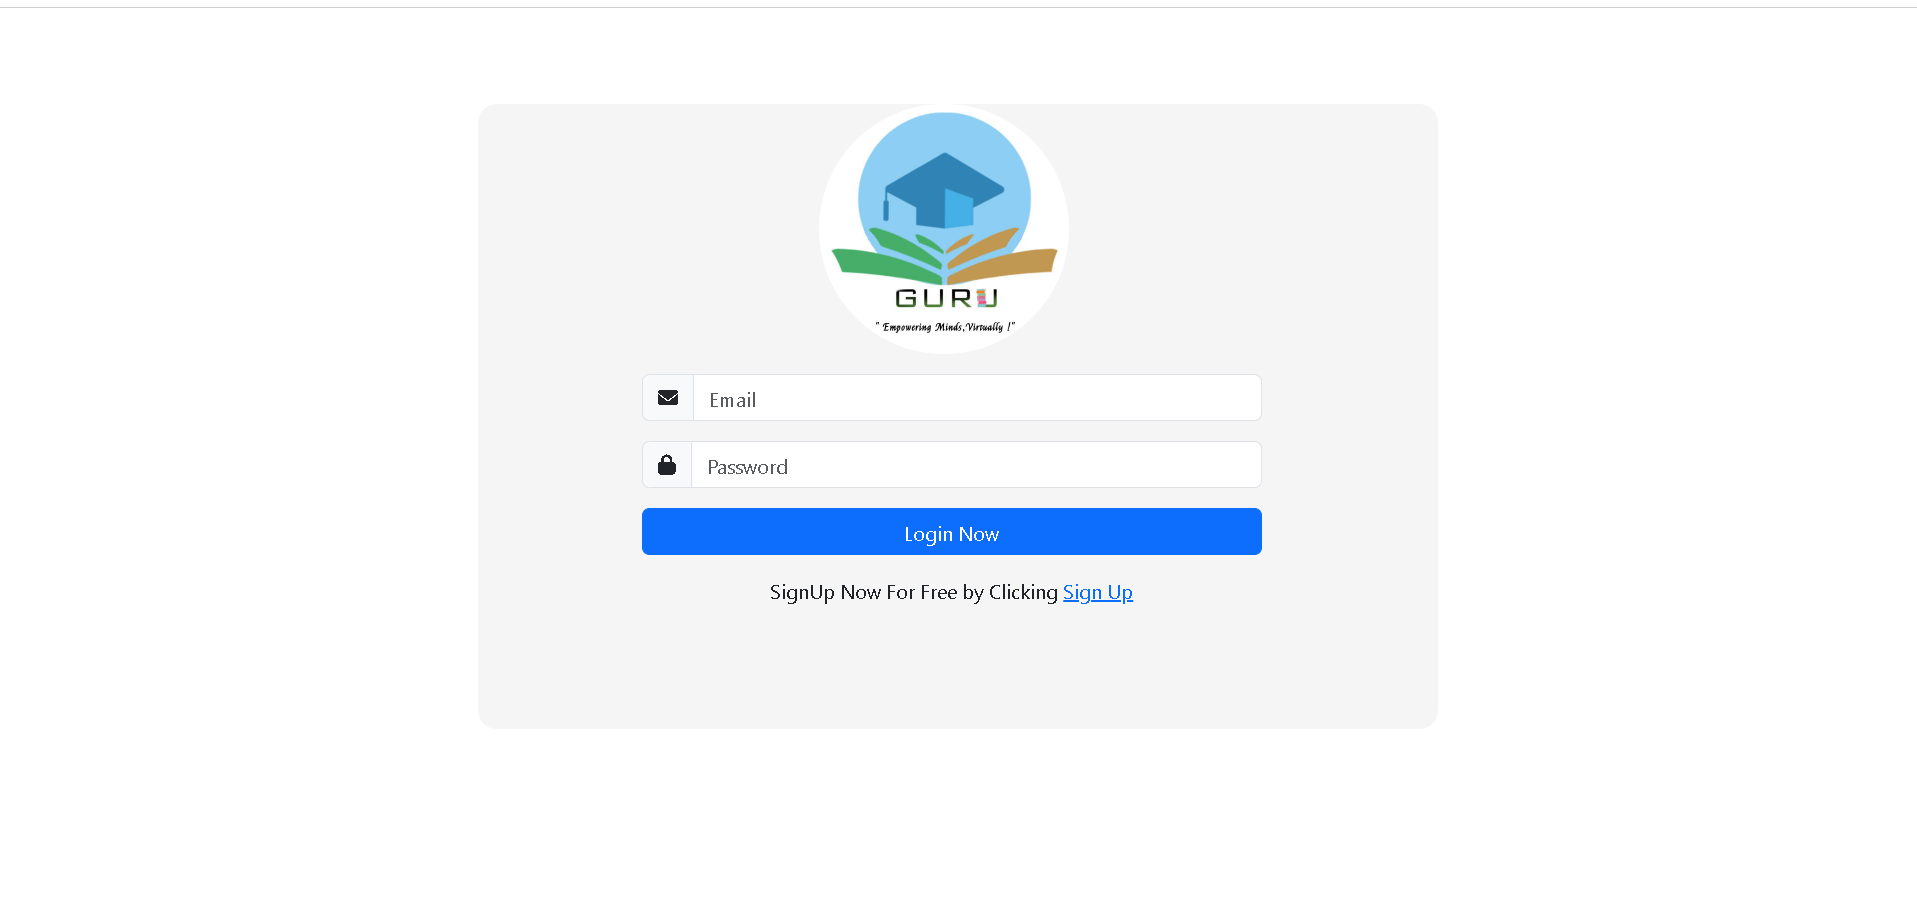 GURU
" Empowering Minds,Virtually !"
Email
Password
Login Now
SignUp Now For Free by Clicking Sign Up